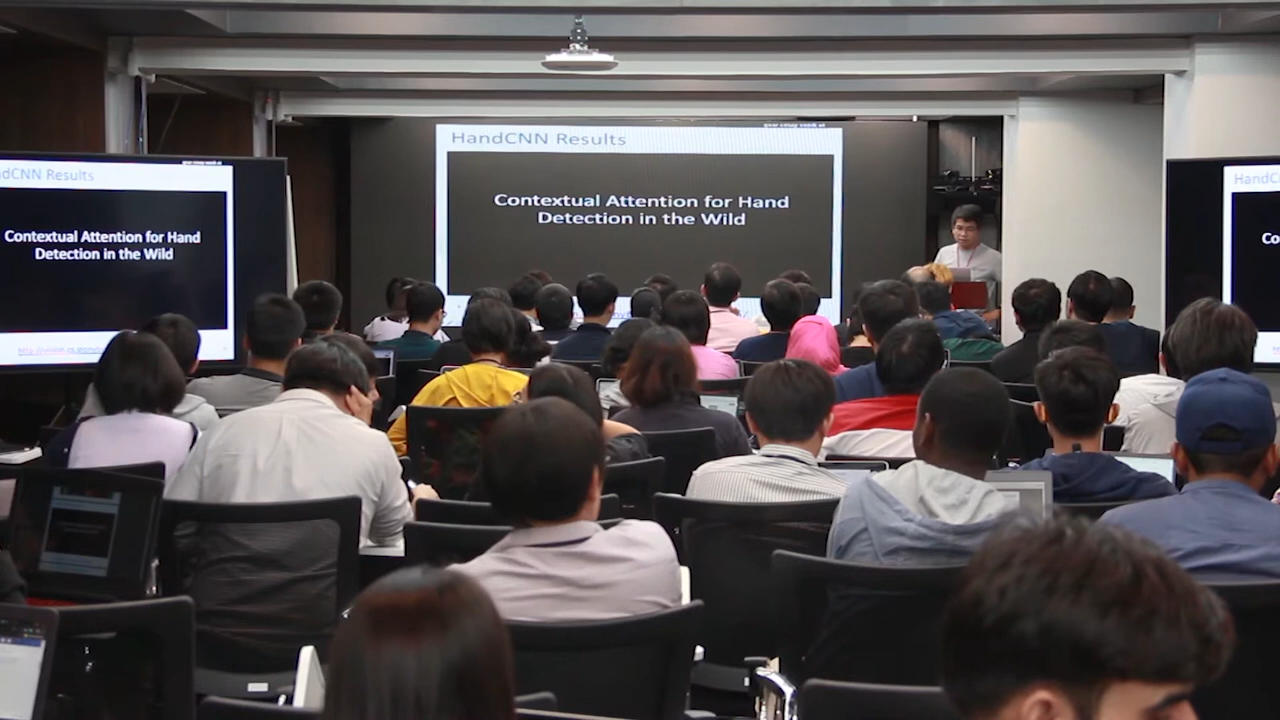 HandCNN Results
Contextual Attention for Hand
Detection in the Wild
dCNN Results
Contextual Attention for Hand
Detection in the Wild
HandC
Co